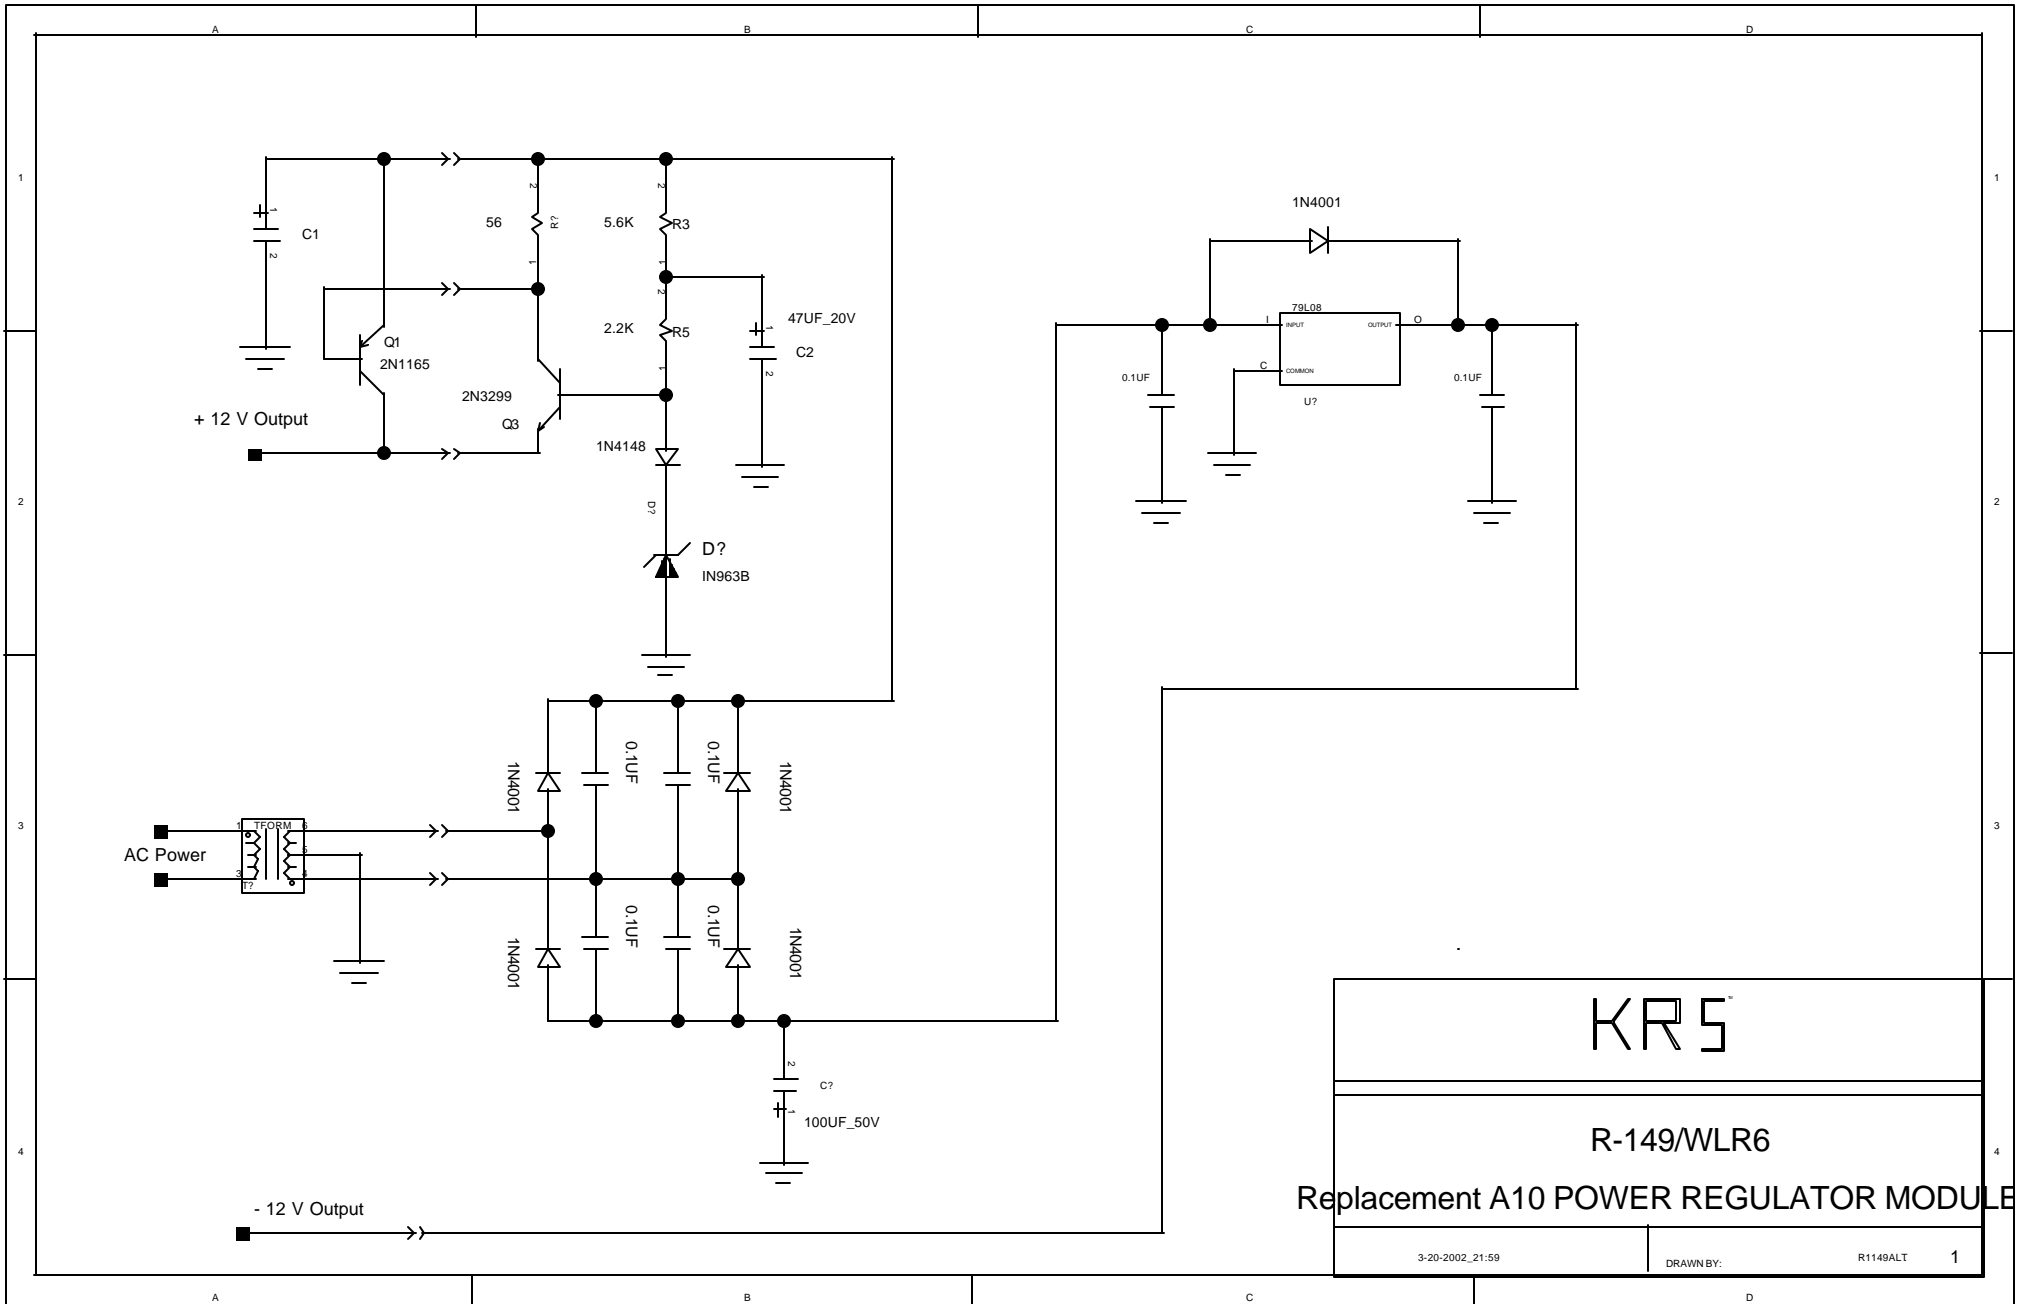 A
B
C
D
1
1
2
2
3
3
4
4
C1
1
2
56
R?
2
1
5.6K
R3
2
1
2.2K
R5
2
1
47UF_20V
C2
1
2
Q1
2N1165
2N3299
Q3
+ 12 V Output
1N4148
D?
D?
IN963B
1N4001
79L08
I
INPUT
OUTPUT
O
C
COMMON
U?
0.1UF
0.1UF
1N4001
0.1UF
0.1UF
1N4001
AC Power
1
TFORM
6
5
3
4
T?
1N4001
0.1UF
0.1UF
1N4001
2
C?
1
100UF_50V
- 12 V Output
KRS
R-149/WLR6
Replacement A10 POWER REGULATOR MODULE
3-20-2002_21:59
DRAWN BY:
R1149ALT
1
A
B
C
D